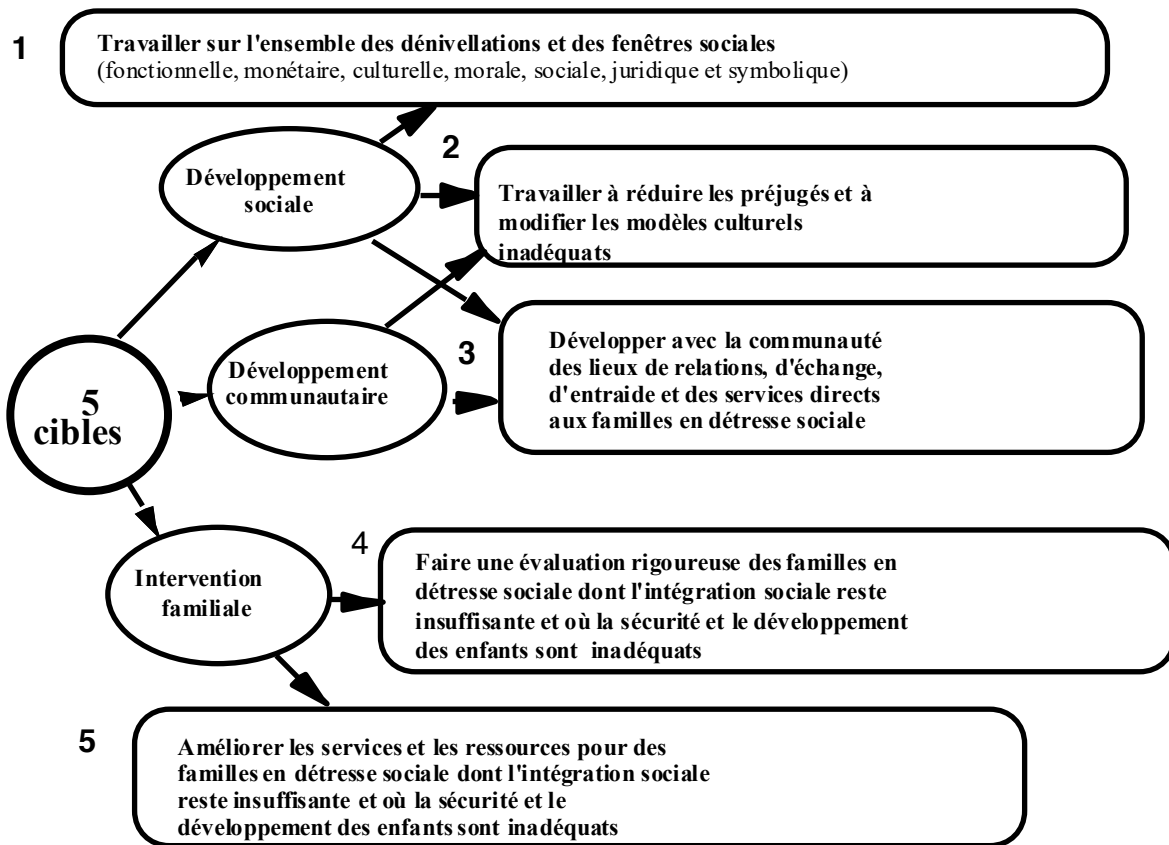 1
Travailler sur l'ensemble des dénivellations et des fenêtres sociales
(fonctionnelle, monétaire, culturelle, morale, sociale, juridique et symbolique)
Développement
sociale
2
Travailler à réduire les préjugés et à
modifier les modèles culturels
inadéquats
5
cibles
Développement
communautaire
3
Développer avec la communauté
des lieux de relations, d'échange,
d'entraide et des services directs
aux familles en détresse sociale
Intervention
familiale
4
Faire une évaluation rigoureuse des familles en
détresse sociale dont l'intégration sociale reste
insuffisante et où la sécurité et le développement
des enfants sont inadéquats
5
Améliorer les services et les ressources pour des
familles en détresse sociale dont l'intégration sociale
reste insuffisante et où la sécurité et le
développement des enfants sont inadéquats